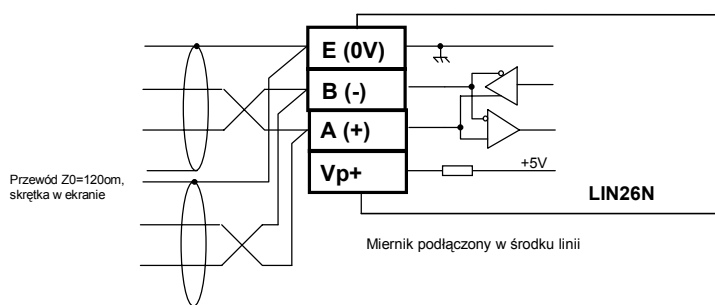 E (0V)
B (-)
A (+)
Vp+
+5V
LIN26N
Przewód Z0=120om,
skrętka w ekranie
Miernik podłączony w środku linii